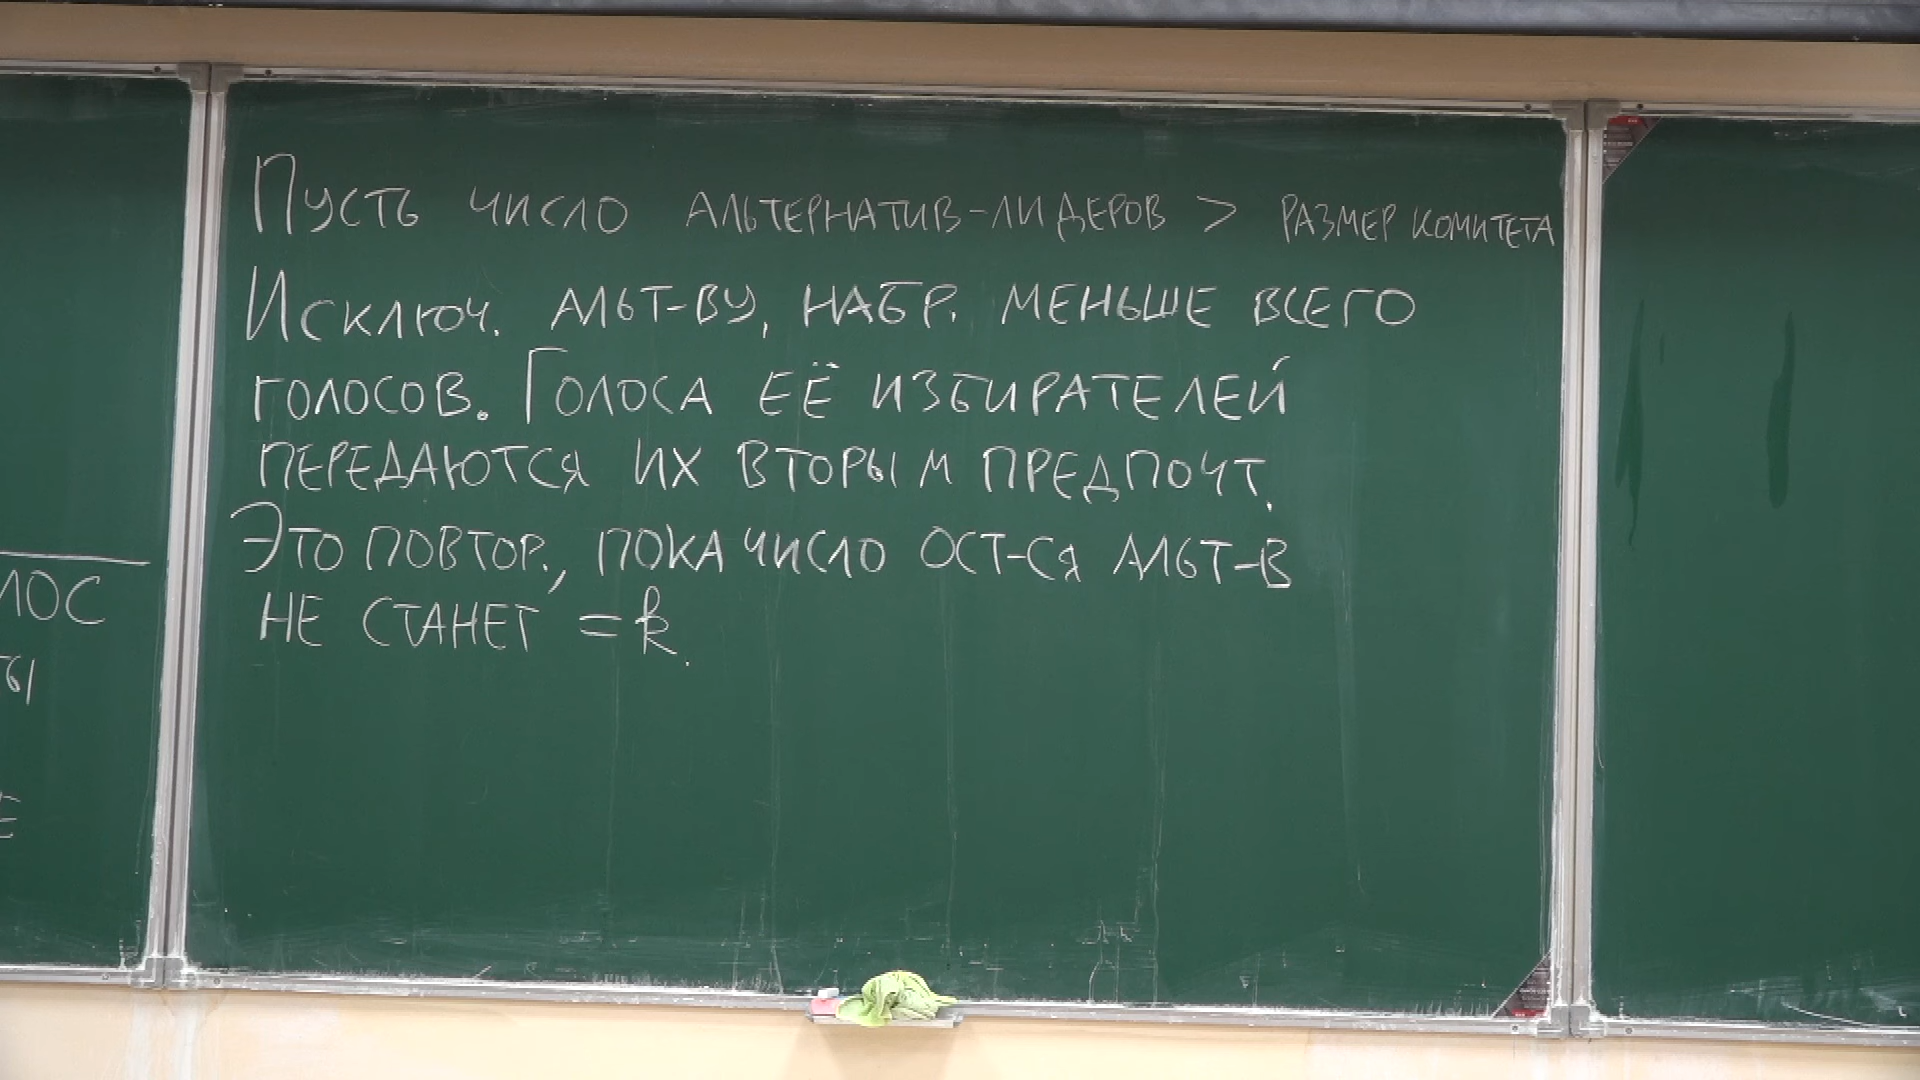 Пусть число альтернатив-лидеров > размер комитета
Исключ. альт-ву, набр. меньше всего
голосов. Голоса её избирателей
передаются их вторым предпочт.
Это повтор., пока число ост-ся альт-в
не станет = k.